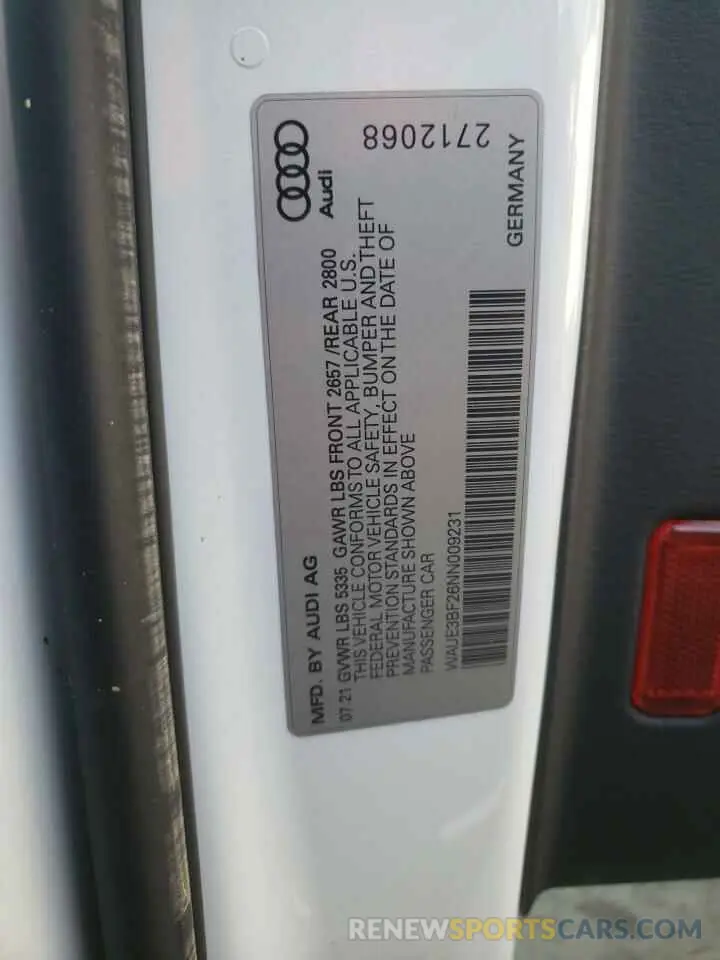 Audi
2712068
GERMANY
MFD. BY AUDI AG
07 21 GVWR LBS 5335 GAWR LBS FRONT 2657 /REAR 2800
THIS VEHICLE CONFORMS TO ALL APPLICABLE U.S.
FEDERAL MOTOR VEHICLE SAFETY, BUMPER AND THEFT
PREVENTION STANDARDS IN EFFECT ON THE DATE OF
MANUFACTURE SHOWN ABOVE
PASSENGER CAR
WAUE3BF26NN009231
RENEWSPORTSCARS.COM